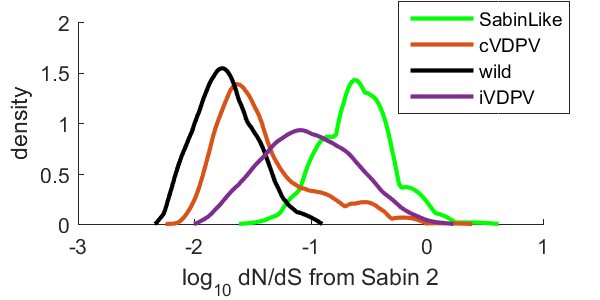 SabinLike
cVDPV
wild
iVDPV
density
2
1.5
1
0.5
0
-3 -2 -1 0 1
log10 dN/dS from Sabin 2